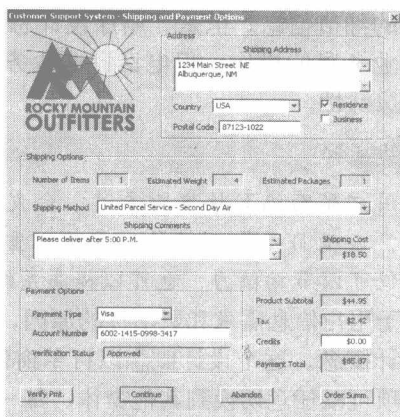 Customer Support System - Shipping and Payment Options
ROCKY MOUNTAIN
OUTFITTERS
Address
Shipping Address
1234 Main Street NE
Albuquerque, NM
Country USA
Residence
Business
Postal Code 87123-1022
Shipping Options
Number of Items 1 Estimated Weight 4 Estimated Packages 1
Shipping Method United Parcel Service - Second Day Air
Shipping Comments
Please deliver after 5:00 P.M.
Shipping Cost
$18.50
Payment Options
Payment Type Visa
Account Number 6002-1415-0998-3417
Verification Status Approved
Product Subtotal $44.95
Tax $2.42
Credits $0.00
Payment Total $65.87
Verify Pmt. Continue Abandon Order Summ.